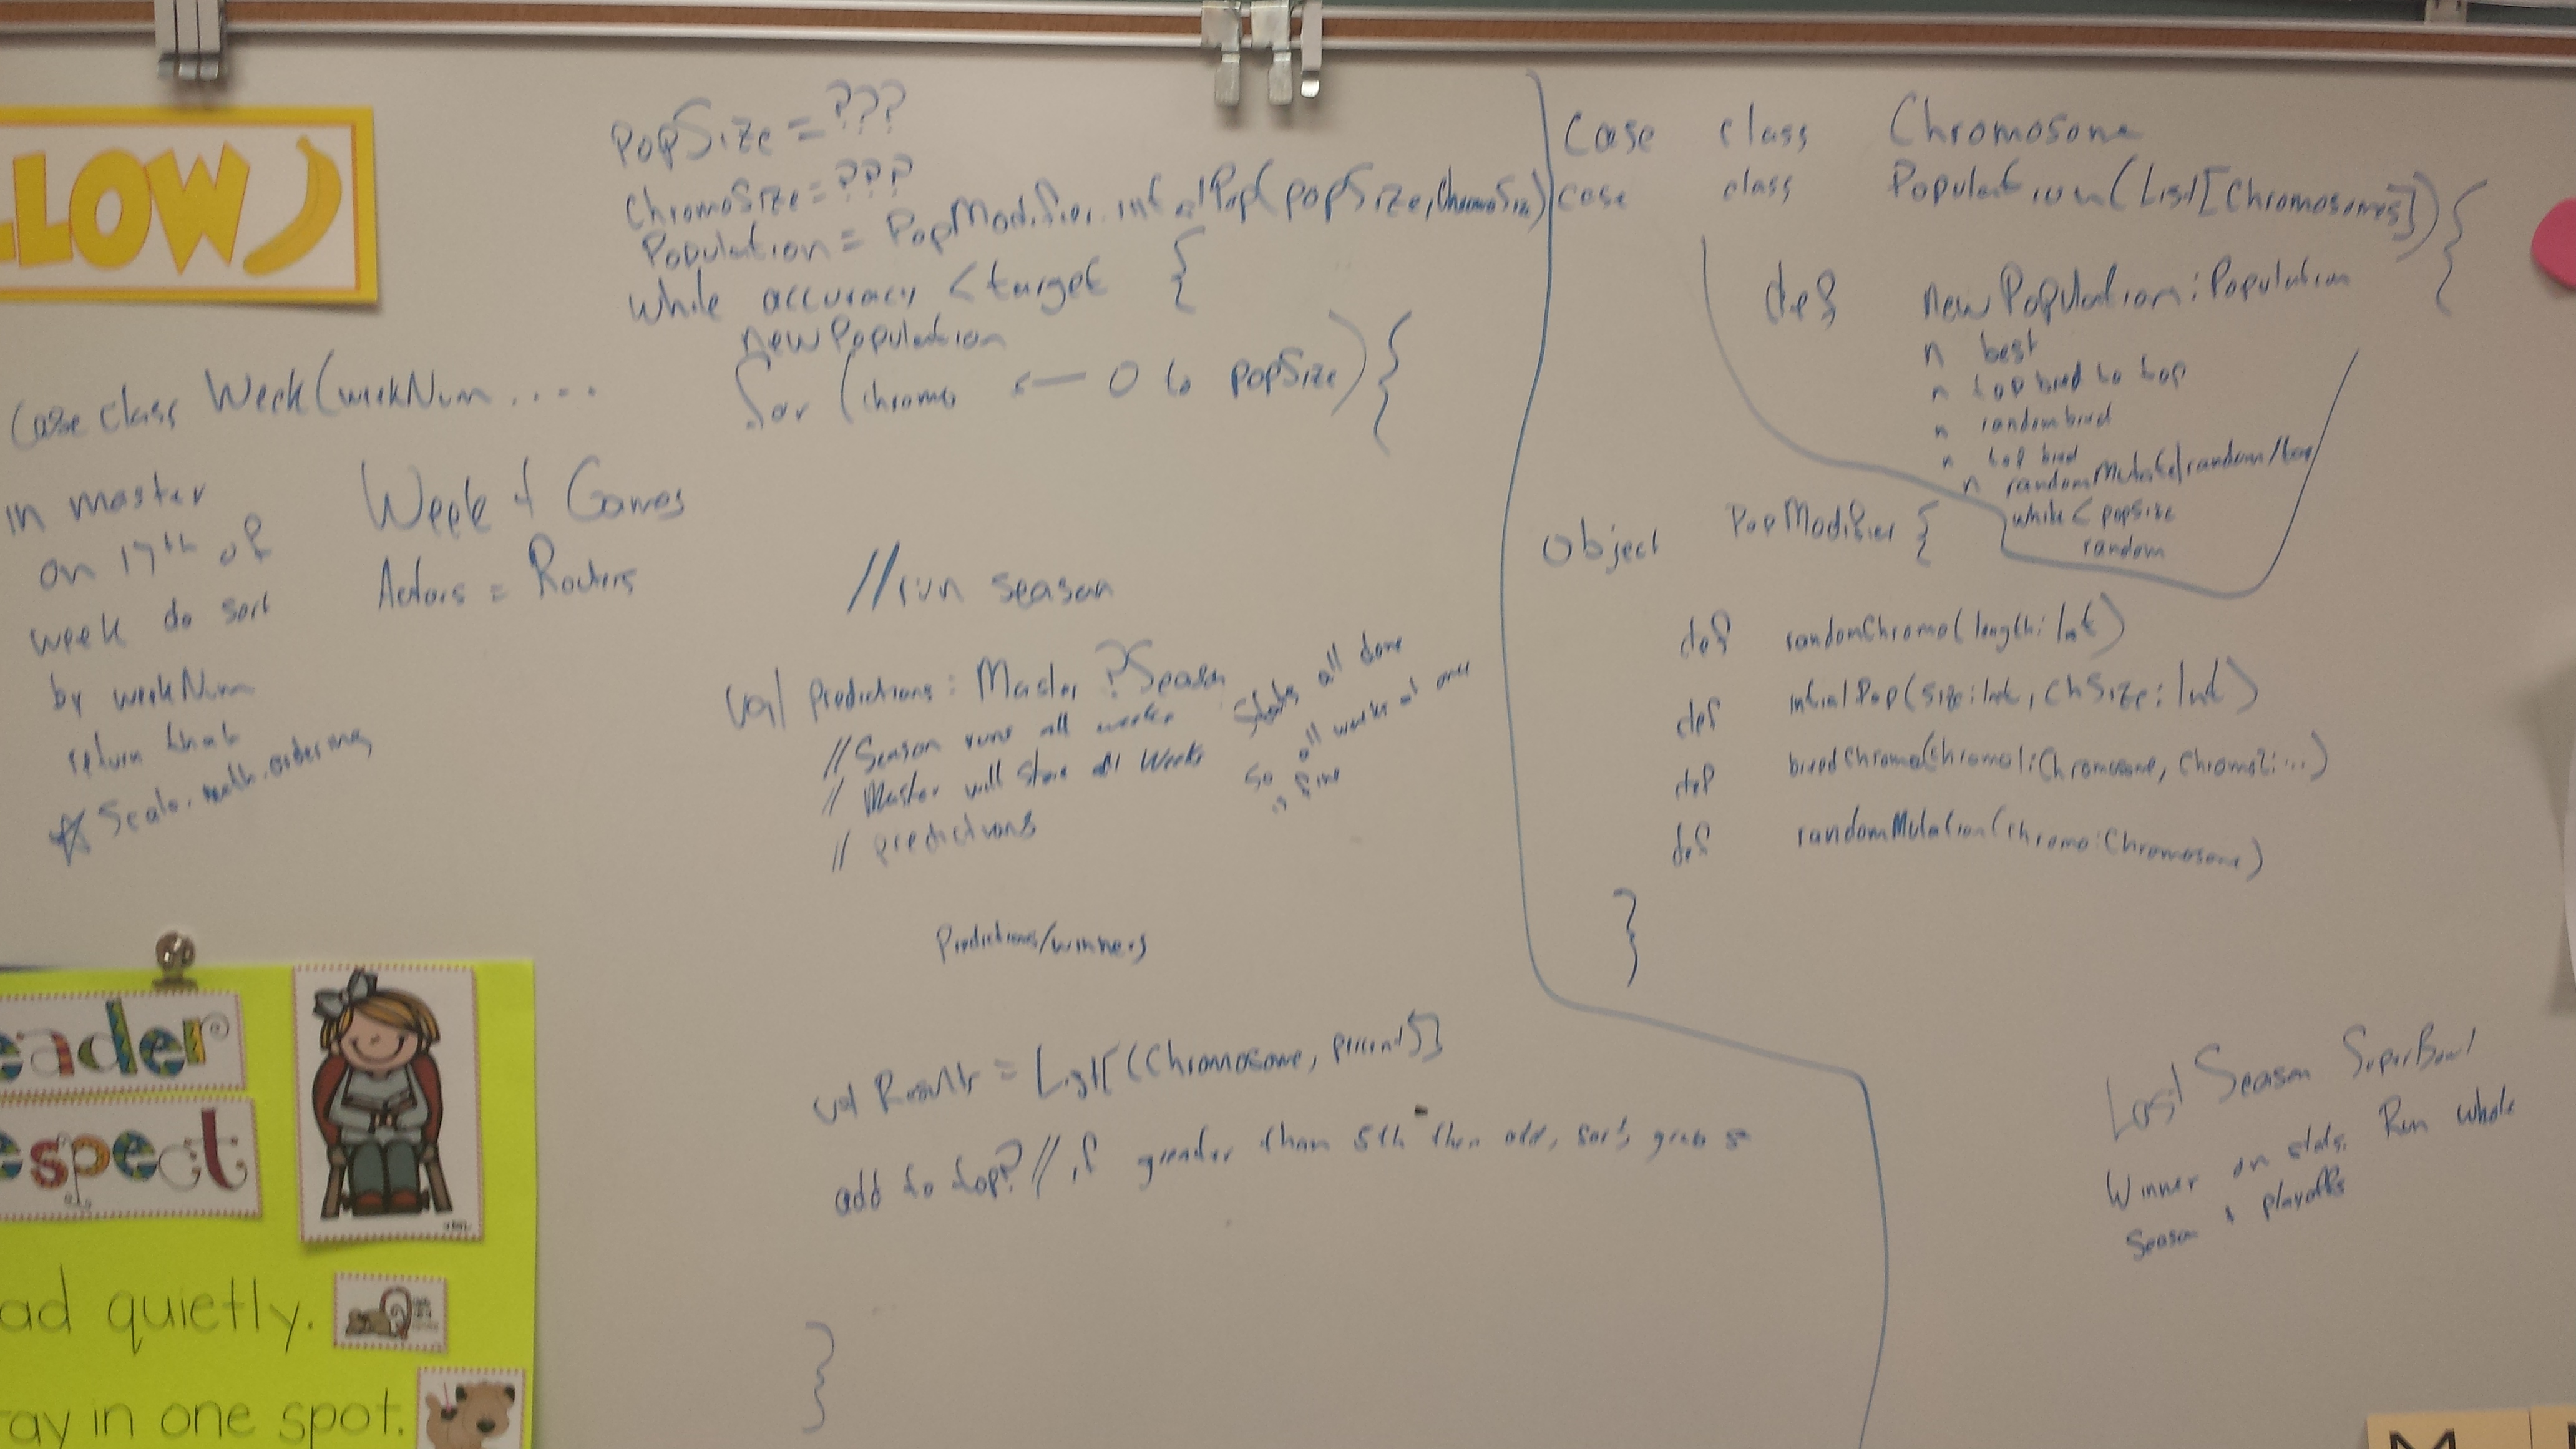 LLOW
PopSize = ???
ChromoSize = ???
Population = PopModifier.initialPop(popSize, ChromoSize)
while accuracy < target {
newPopulation
for (chromo <— 0 to popSize) {
//run season
val predictions: Master ? Season
//Season runs all weeks
// Master will store all Weeks
// predictions
Stats all done
so all weeks at once
is fine
Predictions/winners
val Results = List[(Chromosome, percent)]
add to top? // if greater than 5th then add, sort, grab 5
}
case class Week(weekNum ....
in master
on 17th of
week do sort
by weekNum
return that
Scala.math.ordering
Week + Games
Actors = Routers
case class Chromosone
case class Population(List[Chromosomes]) {
def newPopulation: Population
n best
n top bred to top
n random bred
n top bred
n randomMutate random/top
while < popSize
random
Object PopModifier {
def randomChromo(length: Int)
def initialPop(size: Int, chSize: Int)
def breedChromo(Chromo1: Chromosome, Chromo2: ...)
def randomMutation(chromo: Chromosome)
}
Last Season SuperBowl
Winner on stats. Run whole
season + playoffs
eader
espect
ad quietly.
ay in one spot.
M